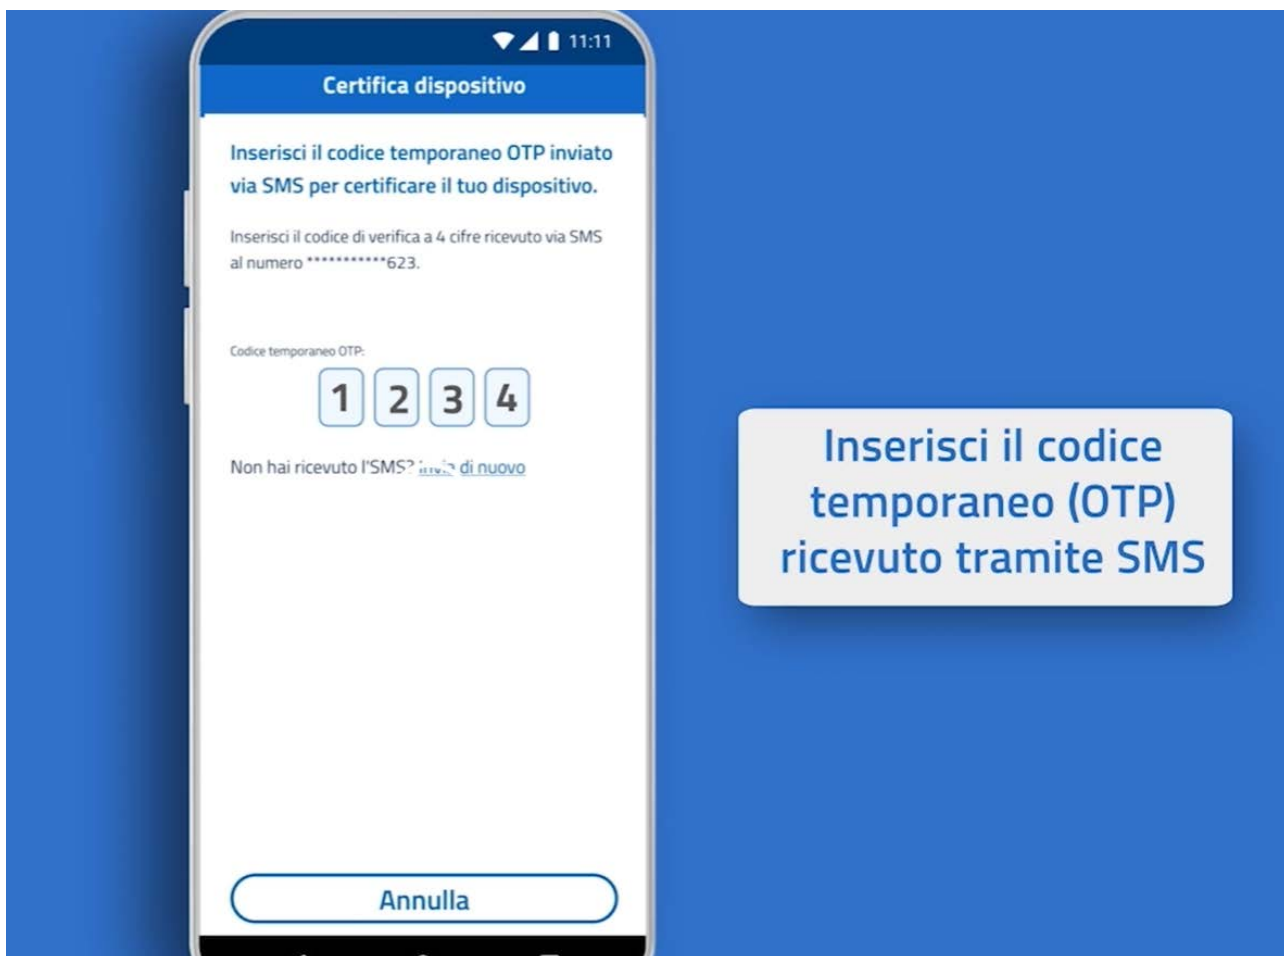 11:11
Certifica dispositivo
Inserisci il codice temporaneo OTP inviato
via SMS per certificare il tuo dispositivo.
Inserisci il codice di verifica a 4 cifre ricevuto via SMS
al numero ***********623.
Codice temporaneo OTP:
1 2 3 4
Non hai ricevuto l'SMS? Invia di nuovo
Annulla
Inserisci il codice
temporaneo (OTP)
ricevuto tramite SMS